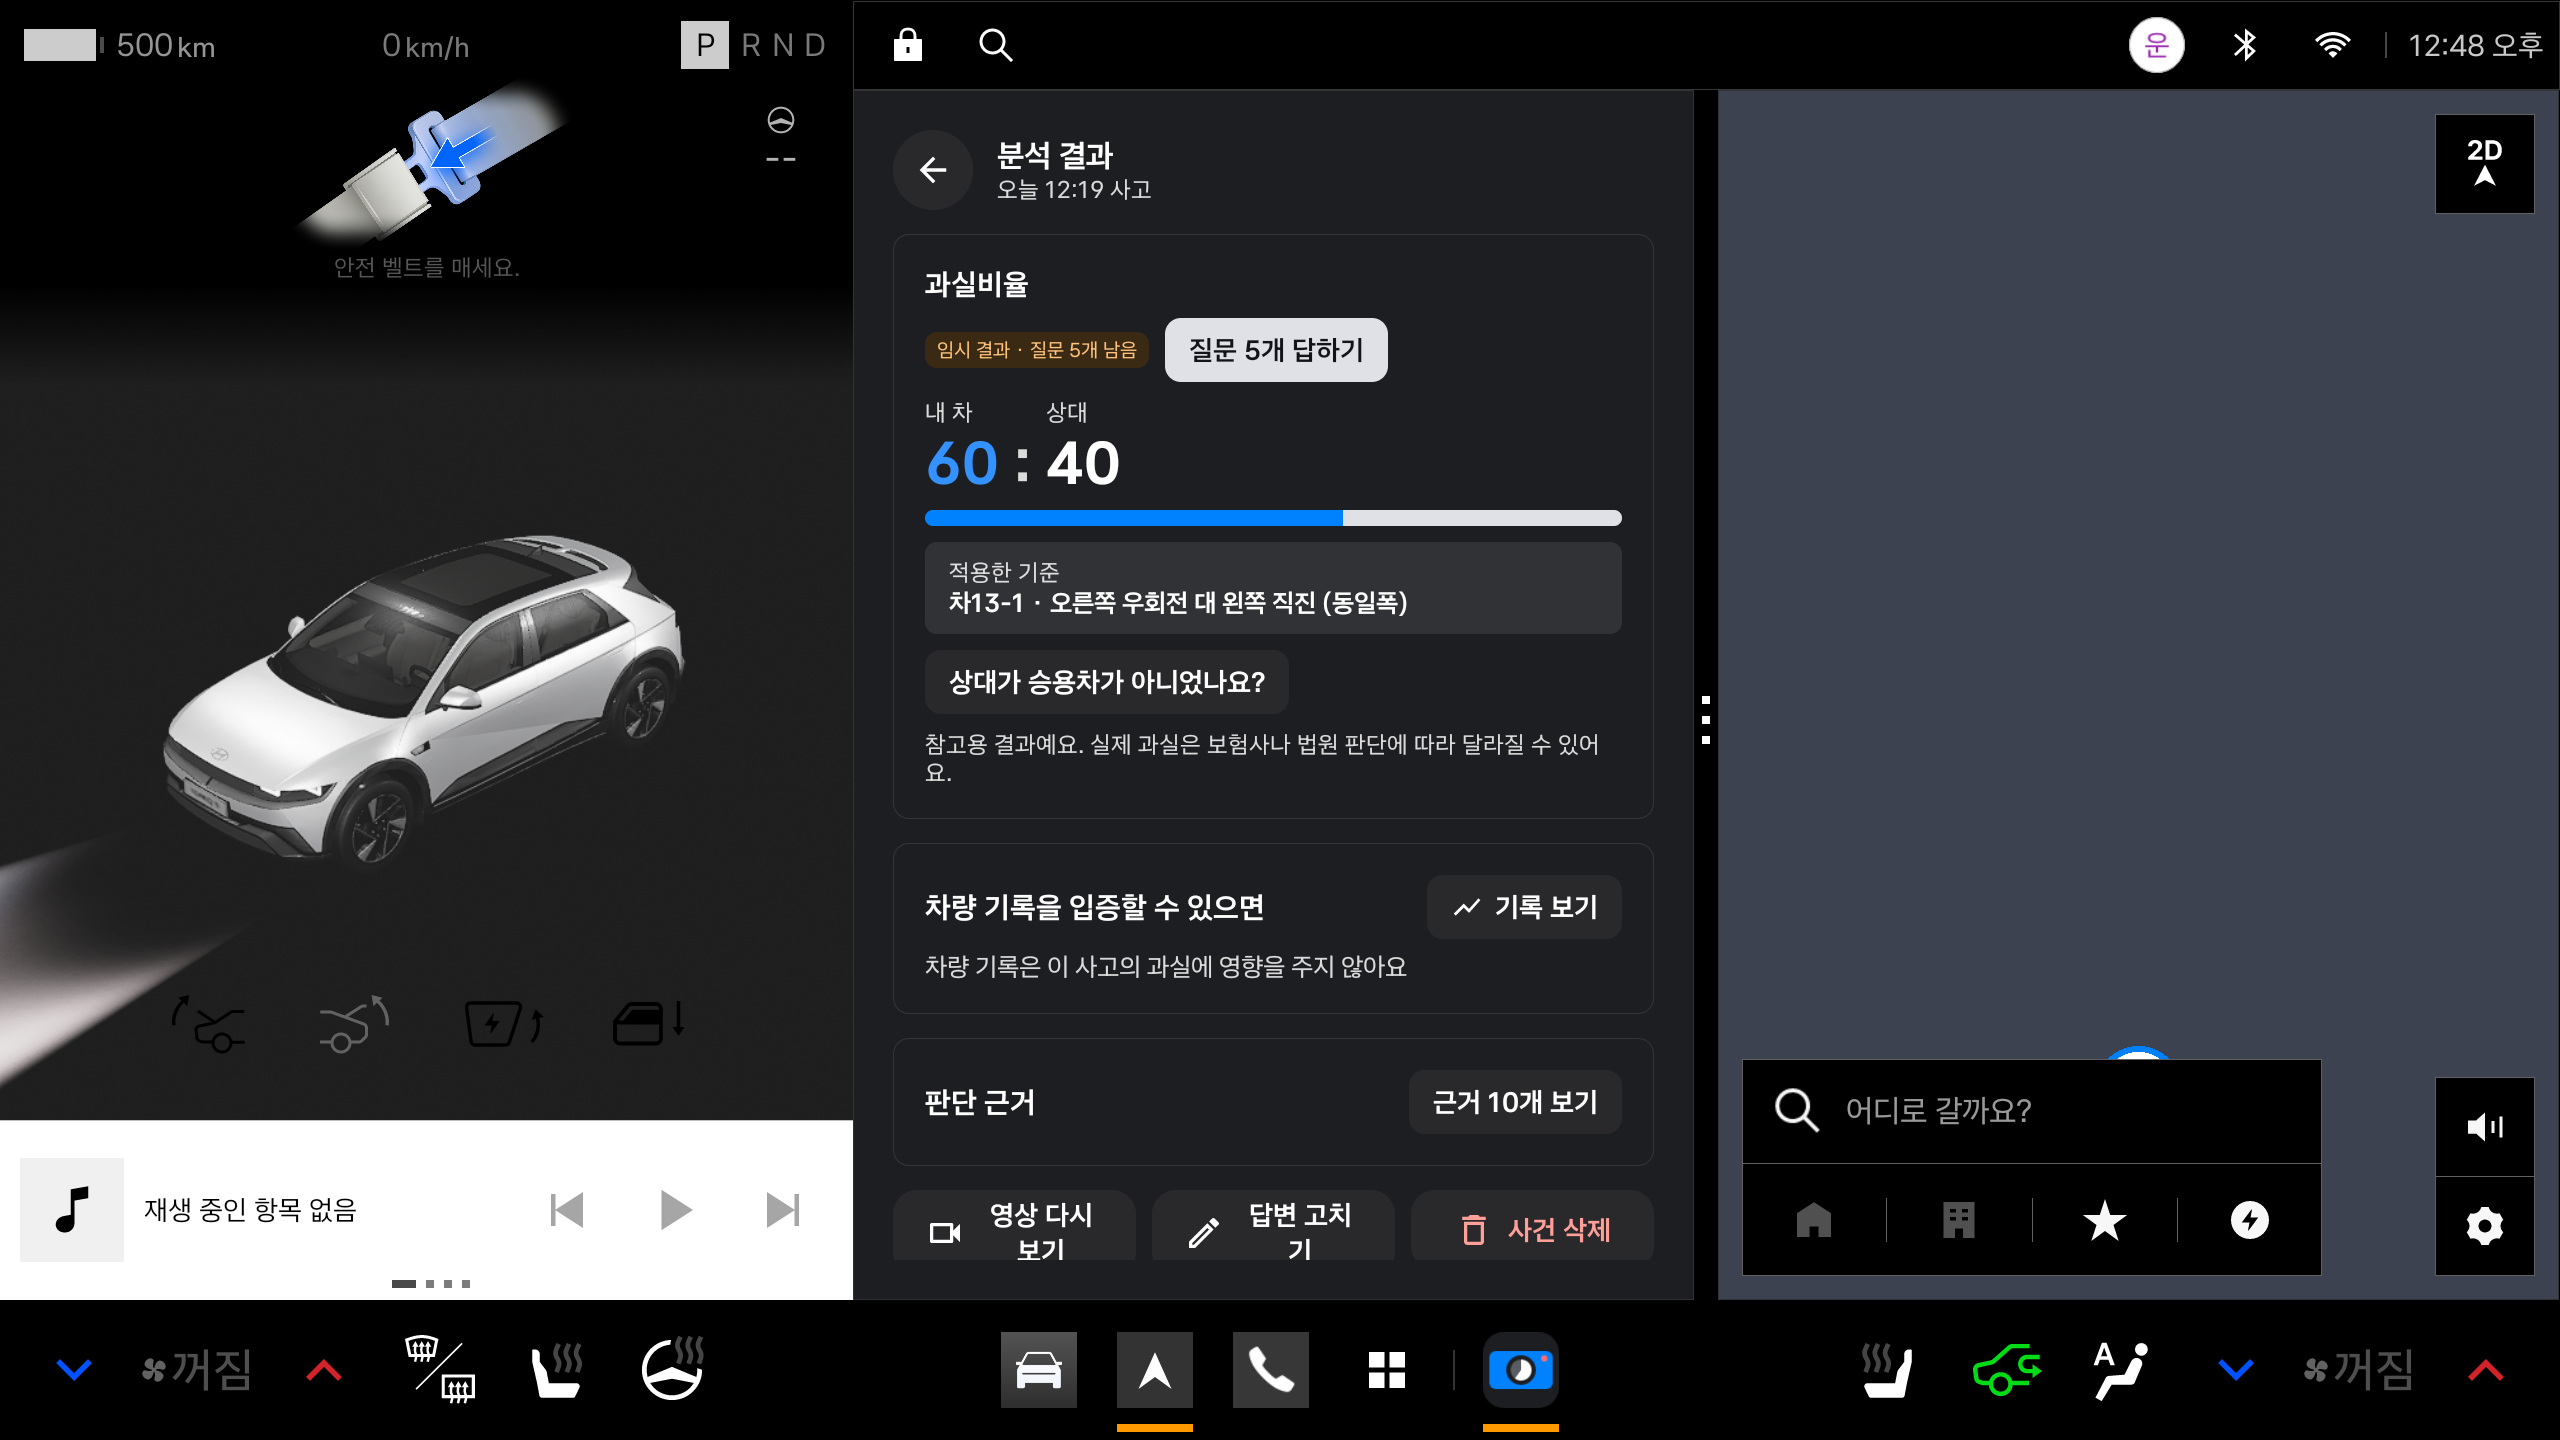 500 km
0 km/h
P R N D
운
12:48 오후
안전 벨트를 매세요.
--
분석 결과
오늘 12:19 사고
2D
과실비율
임시 결과 · 질문 5개 남음
질문 5개 답하기
내 차
상대
60 : 40
적용한 기준
차13-1 · 오른쪽 우회전 대 왼쪽 직진 (동일폭)
상대가 승용차가 아니었나요?
참고용 결과예요. 실제 과실은 보험사나 법원 판단에 따라 달라질 수 있어
요.
차량 기록을 입증할 수 있으면
기록 보기
차량 기록은 이 사고의 과실에 영향을 주지 않아요
판단 근거
근거 10개 보기
영상 다시
보기
답변 고치
기
사건 삭제
어디로 갈까요?
재생 중인 항목 없음
꺼짐
A
꺼짐